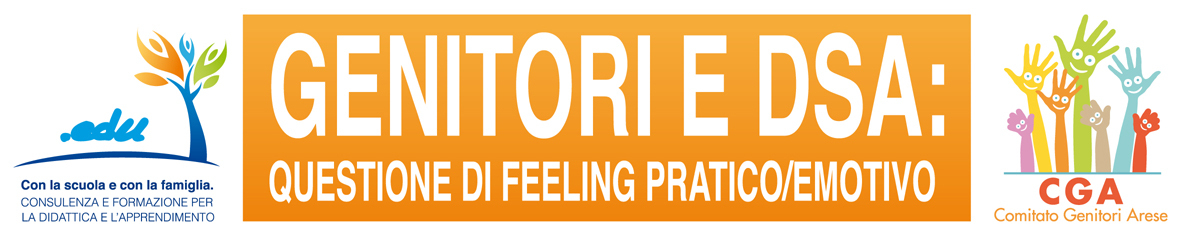 .edu
Con la scuola e con la famiglia.
CONSULENZA E FORMAZIONE PER
LA DIDATTICA E L'APPRENDIMENTO
GENITORI E DSA:
QUESTIONE DI FEELING PRATICO/EMOTIVO
CGA
Comitato Genitori Arese